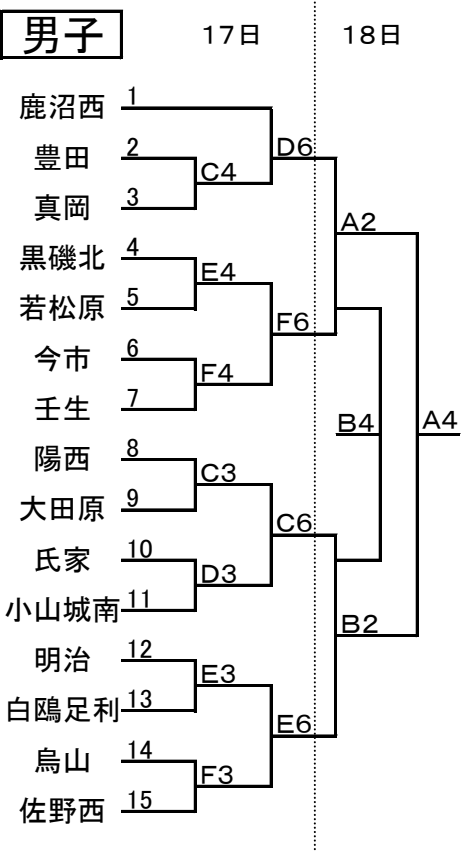 男子
17日
18日
鹿沼西 1
D6
豊田 2
C4
真岡 3
A2
黒磯北 4
E4
若松原 5
F6
今市 6
F4
壬生 7
B4
A4
陽西 8
C3
大田原 9
C6
氏家 10
D3
小山城南 11
B2
明治 12
E3
白鴎足利 13
E6
烏山 14
F3
佐野西 15